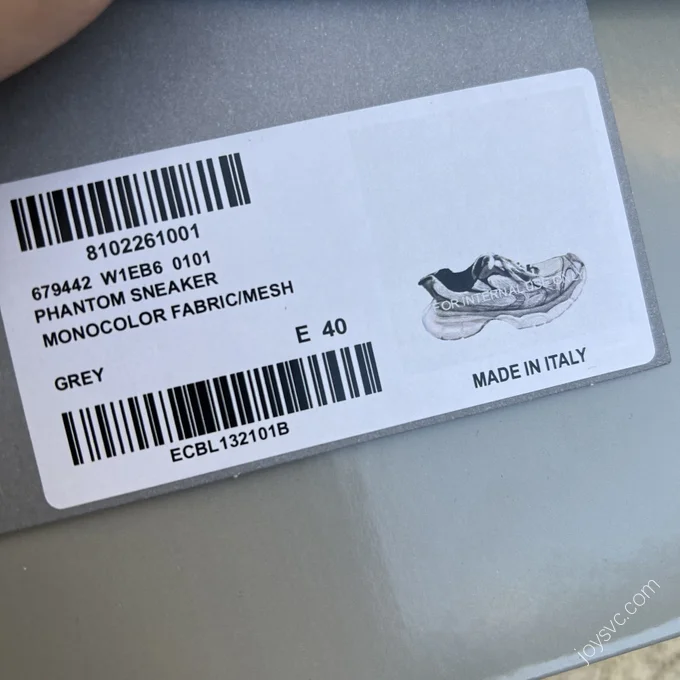 8102261001
679442 W1EB6 0101
PHANTOM SNEAKER
MONOCOLOR FABRIC/MESH
E 40
GREY
ECBL132101B
FOR INTERNAL USE
MADE IN ITALY
joysvc.com